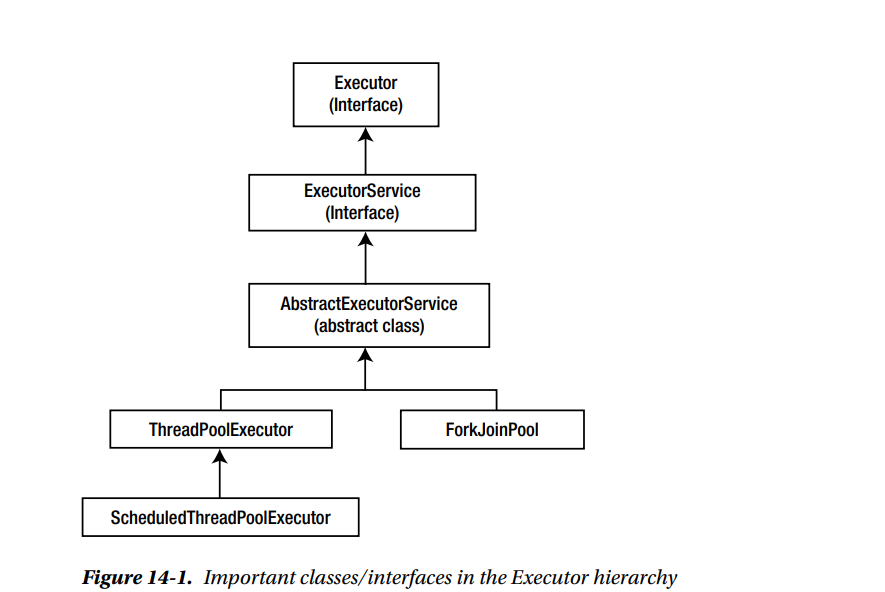 Executor
(Interface)
ExecutorService
(Interface)
AbstractExecutorService
(abstract class)
ThreadPoolExecutor
ForkJoinPool
ScheduledThreadPoolExecutor
Figure 14-1. Important classes/interfaces in the Executor hierarchy